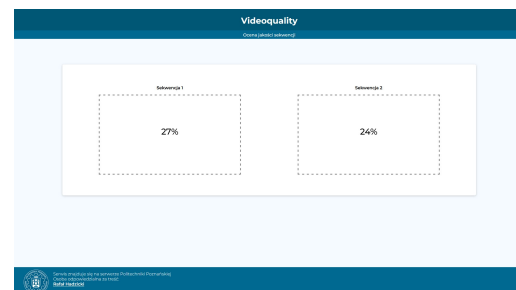 Videoquality
Ocena jakości sekwencji
Sekwencja 1
Sekwencja 2
27%
24%
Serwis znajduje się na serwerze Politechniki Poznańskiej
Osoba odpowiedzialna za treść:
Rafał Hadzicki